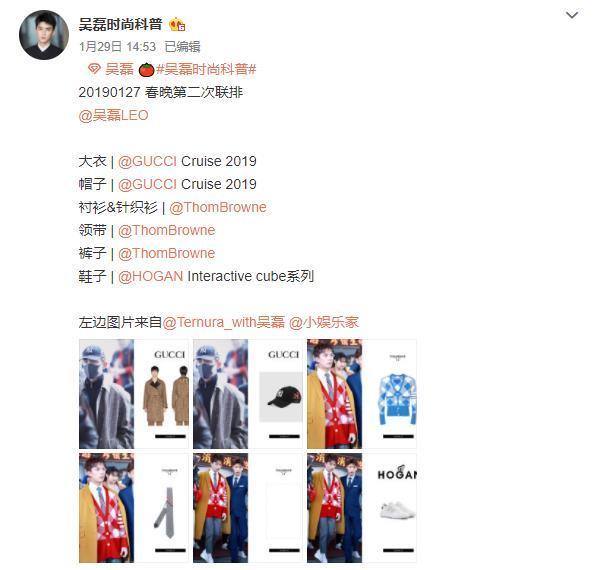 吴磊时尚科普
1月29日 14:53 已编辑
吴磊 #吴磊时尚科普#
20190127 春晚第二次联排
@吴磊LEO
大衣 | @GUCCI Cruise 2019
帽子 | @GUCCI Cruise 2019
衬衫&针织衫 | @ThomBrowne
领带 | @ThomBrowne
裤子 | @ThomBrowne
鞋子 | @HOGAN Interactive cube系列
左边图片来自@Ternura_with吴磊 @小娱乐家
GUCCI
GUCCI
HOGAN